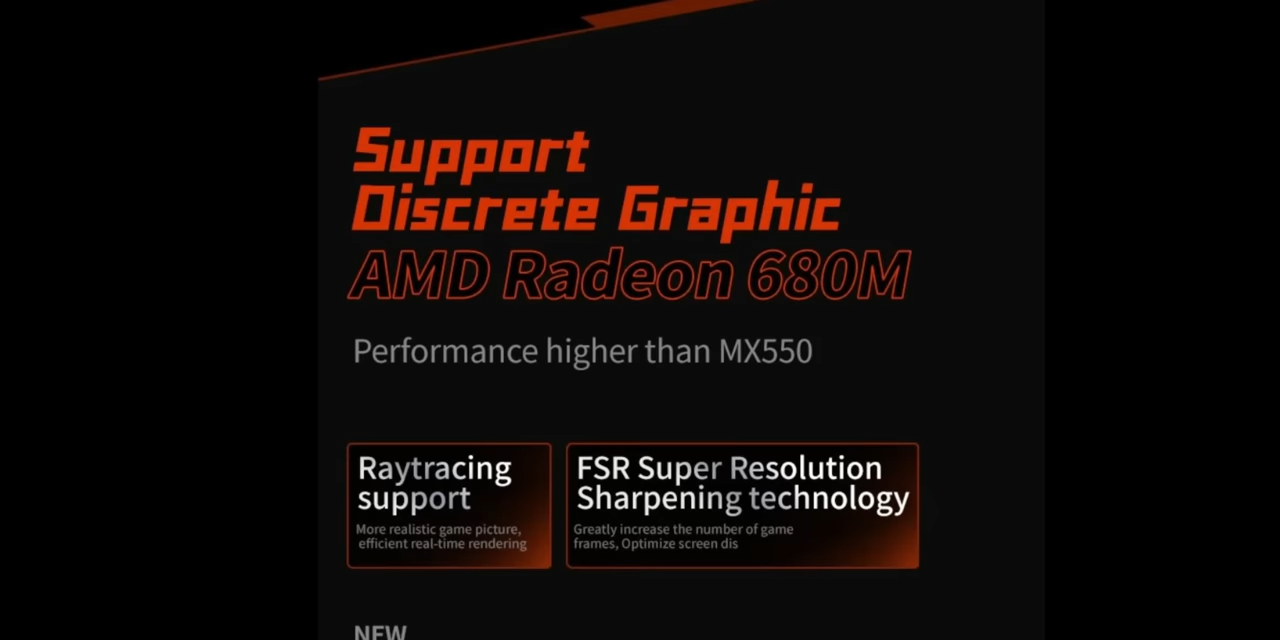 Support
Discrete Graphic
AMD Radeon 680M
Performance higher than MX550
Raytracing
support
More realistic game picture,
efficient real-time rendering
FSR Super Resolution
Sharpening technology
Greatly increase the number of game
frames, Optimize screen dis
NEW